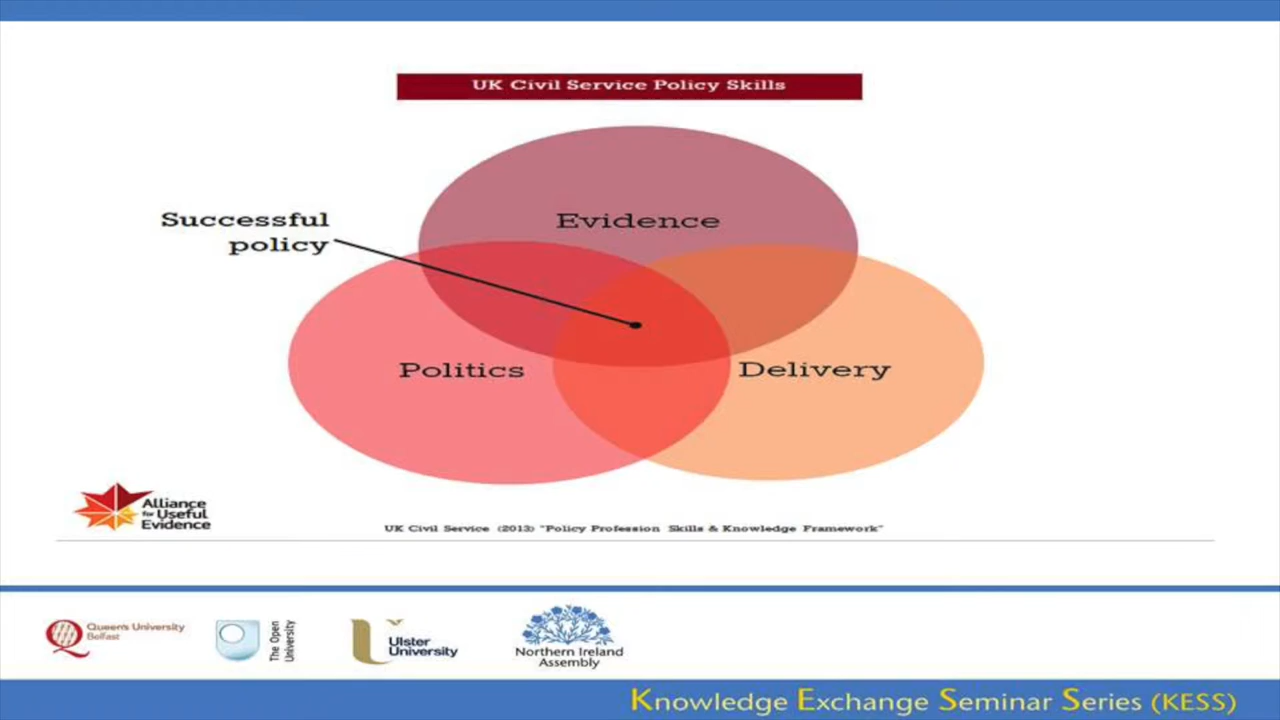 UK Civil Service Policy Skills
Successful
policy
Evidence
Politics
Delivery
Alliance
for Useful
Evidence
UK Civil Service (2013) "Policy Profession Skills & Knowledge Framework"
Queen's University
Belfast
The Open
University
Ulster
University
Northern Ireland
Assembly
Knowledge Exchange Seminar Series (KESS)